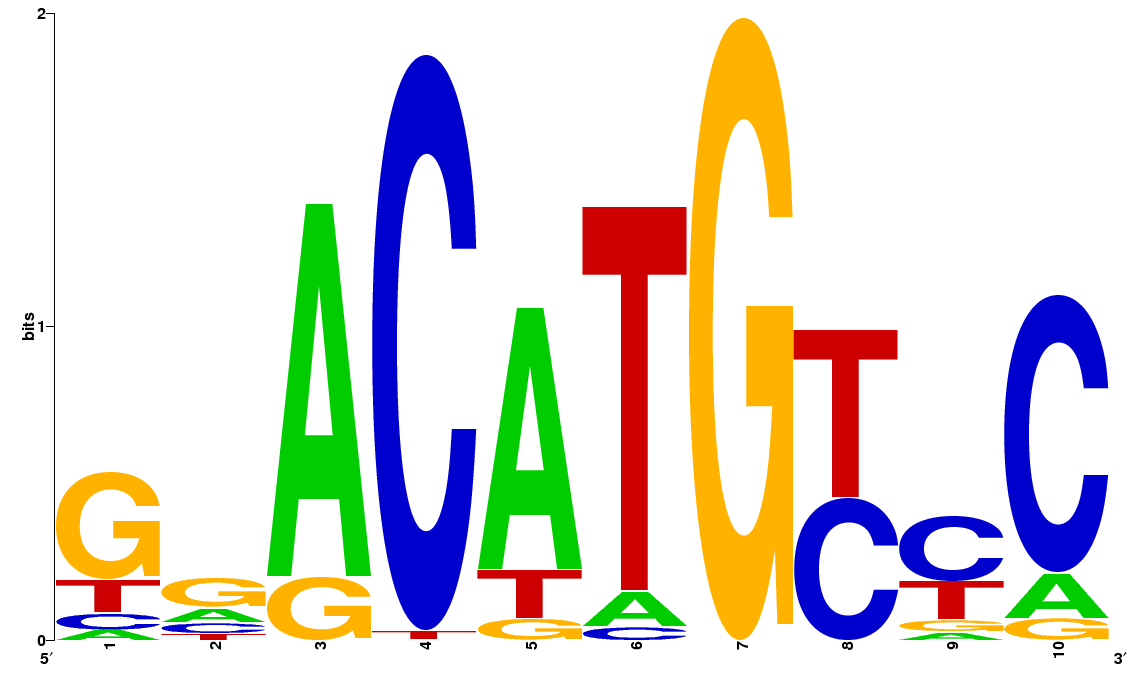 2
bits
1
0
G T C A
G A C T
A G
C T
A T G
T A C
G
T C
C T G A
C A G
5′ 1 2 3 4 5 6 7 8 9 10 3′